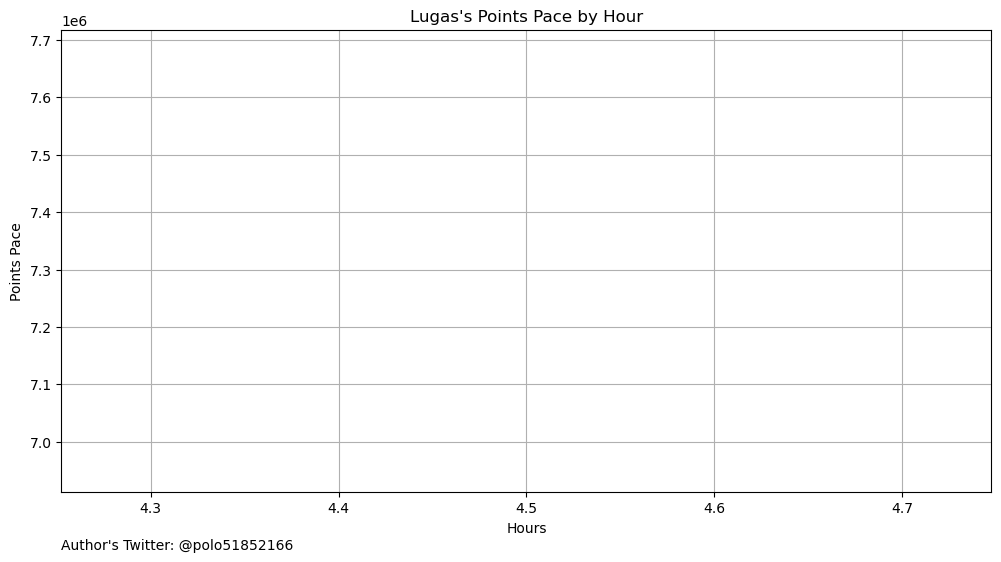 Lugas's Points Pace by Hour
1e6
7.7
7.6
7.5
7.4
7.3
7.2
7.1
7.0
Points Pace
4.3 4.4 4.5 4.6 4.7
Hours
Author's Twitter: @polo51852166